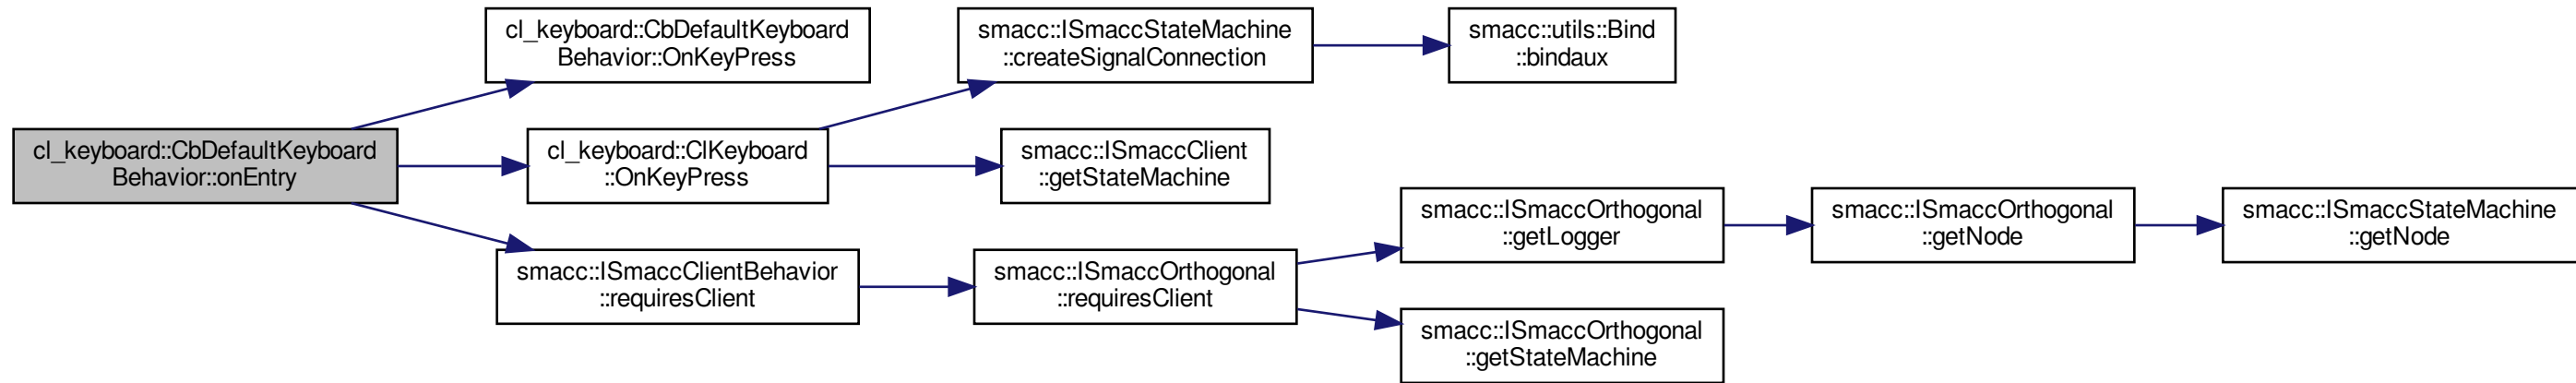 cl_keyboard::CbDefaultKeyboard
Behavior::onEntry
cl_keyboard::CbDefaultKeyboard
Behavior::OnKeyPress
cl_keyboard::ClKeyboard
::OnKeyPress
smacc::ISmaccClientBehavior
::requiresClient
smacc::ISmaccStateMachine
::createSignalConnection
smacc::ISmaccClient
::getStateMachine
smacc::ISmaccOrthogonal
::requiresClient
smacc::utils::Bind
::bindaux
smacc::ISmaccOrthogonal
::getLogger
smacc::ISmaccOrthogonal
::getStateMachine
smacc::ISmaccOrthogonal
::getNode
smacc::ISmaccStateMachine
::getNode